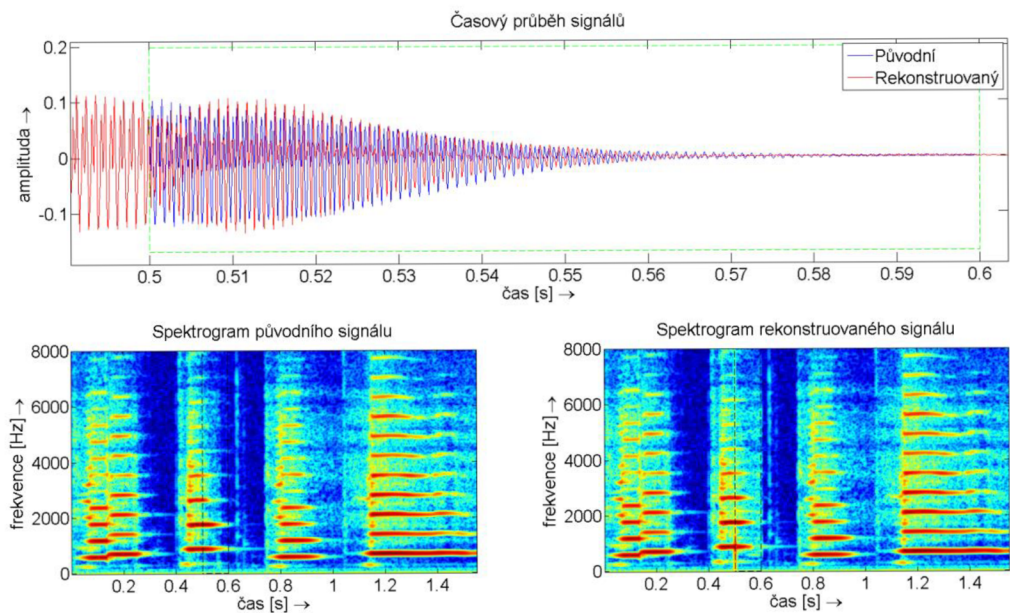 Časový průběh signálů
0.2
0.1
0
-0.1
amplituda →
Původní
Rekonstruovaný
0.5 0.51 0.52 0.53 0.54 0.55 0.56 0.57 0.58 0.59 0.6
čas [s] →
Spektrogram původního signálu
8000
6000
4000
2000
0
frekvence [Hz] →
0.2 0.4 0.6 0.8 1 1.2 1.4
čas [s] →
Spektrogram rekonstruovaného signálu
8000
6000
4000
2000
0
frekvence [Hz] →
0.2 0.4 0.6 0.8 1 1.2 1.4
čas [s] →